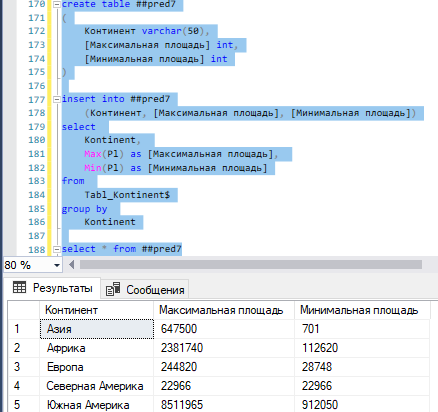 170 create table ##pred7
171 (
172 Континент varchar(50),
173 [Максимальная площадь] int,
174 [Минимальная площадь] int
175 )
176
177 insert into ##pred7
178 (Континент, [Максимальная площадь], [Минимальная площадь])
179 select
180 Kontinent,
181 Max(Pl) as [Максимальная площадь],
182 Min(Pl) as [Минимальная площадь]
183 from
184 Tabl_Kontinent$
185 group by
186 Kontinent
187
188 select * from ##pred7
80 %
Результаты Сообщения
Континент Максимальная площадь Минимальная площадь
1 Азия 647500 701
2 Африка 2381740 112620
3 Европа 244820 28748
4 Северная Америка 22966 22966
5 Южная Америка 8511965 912050